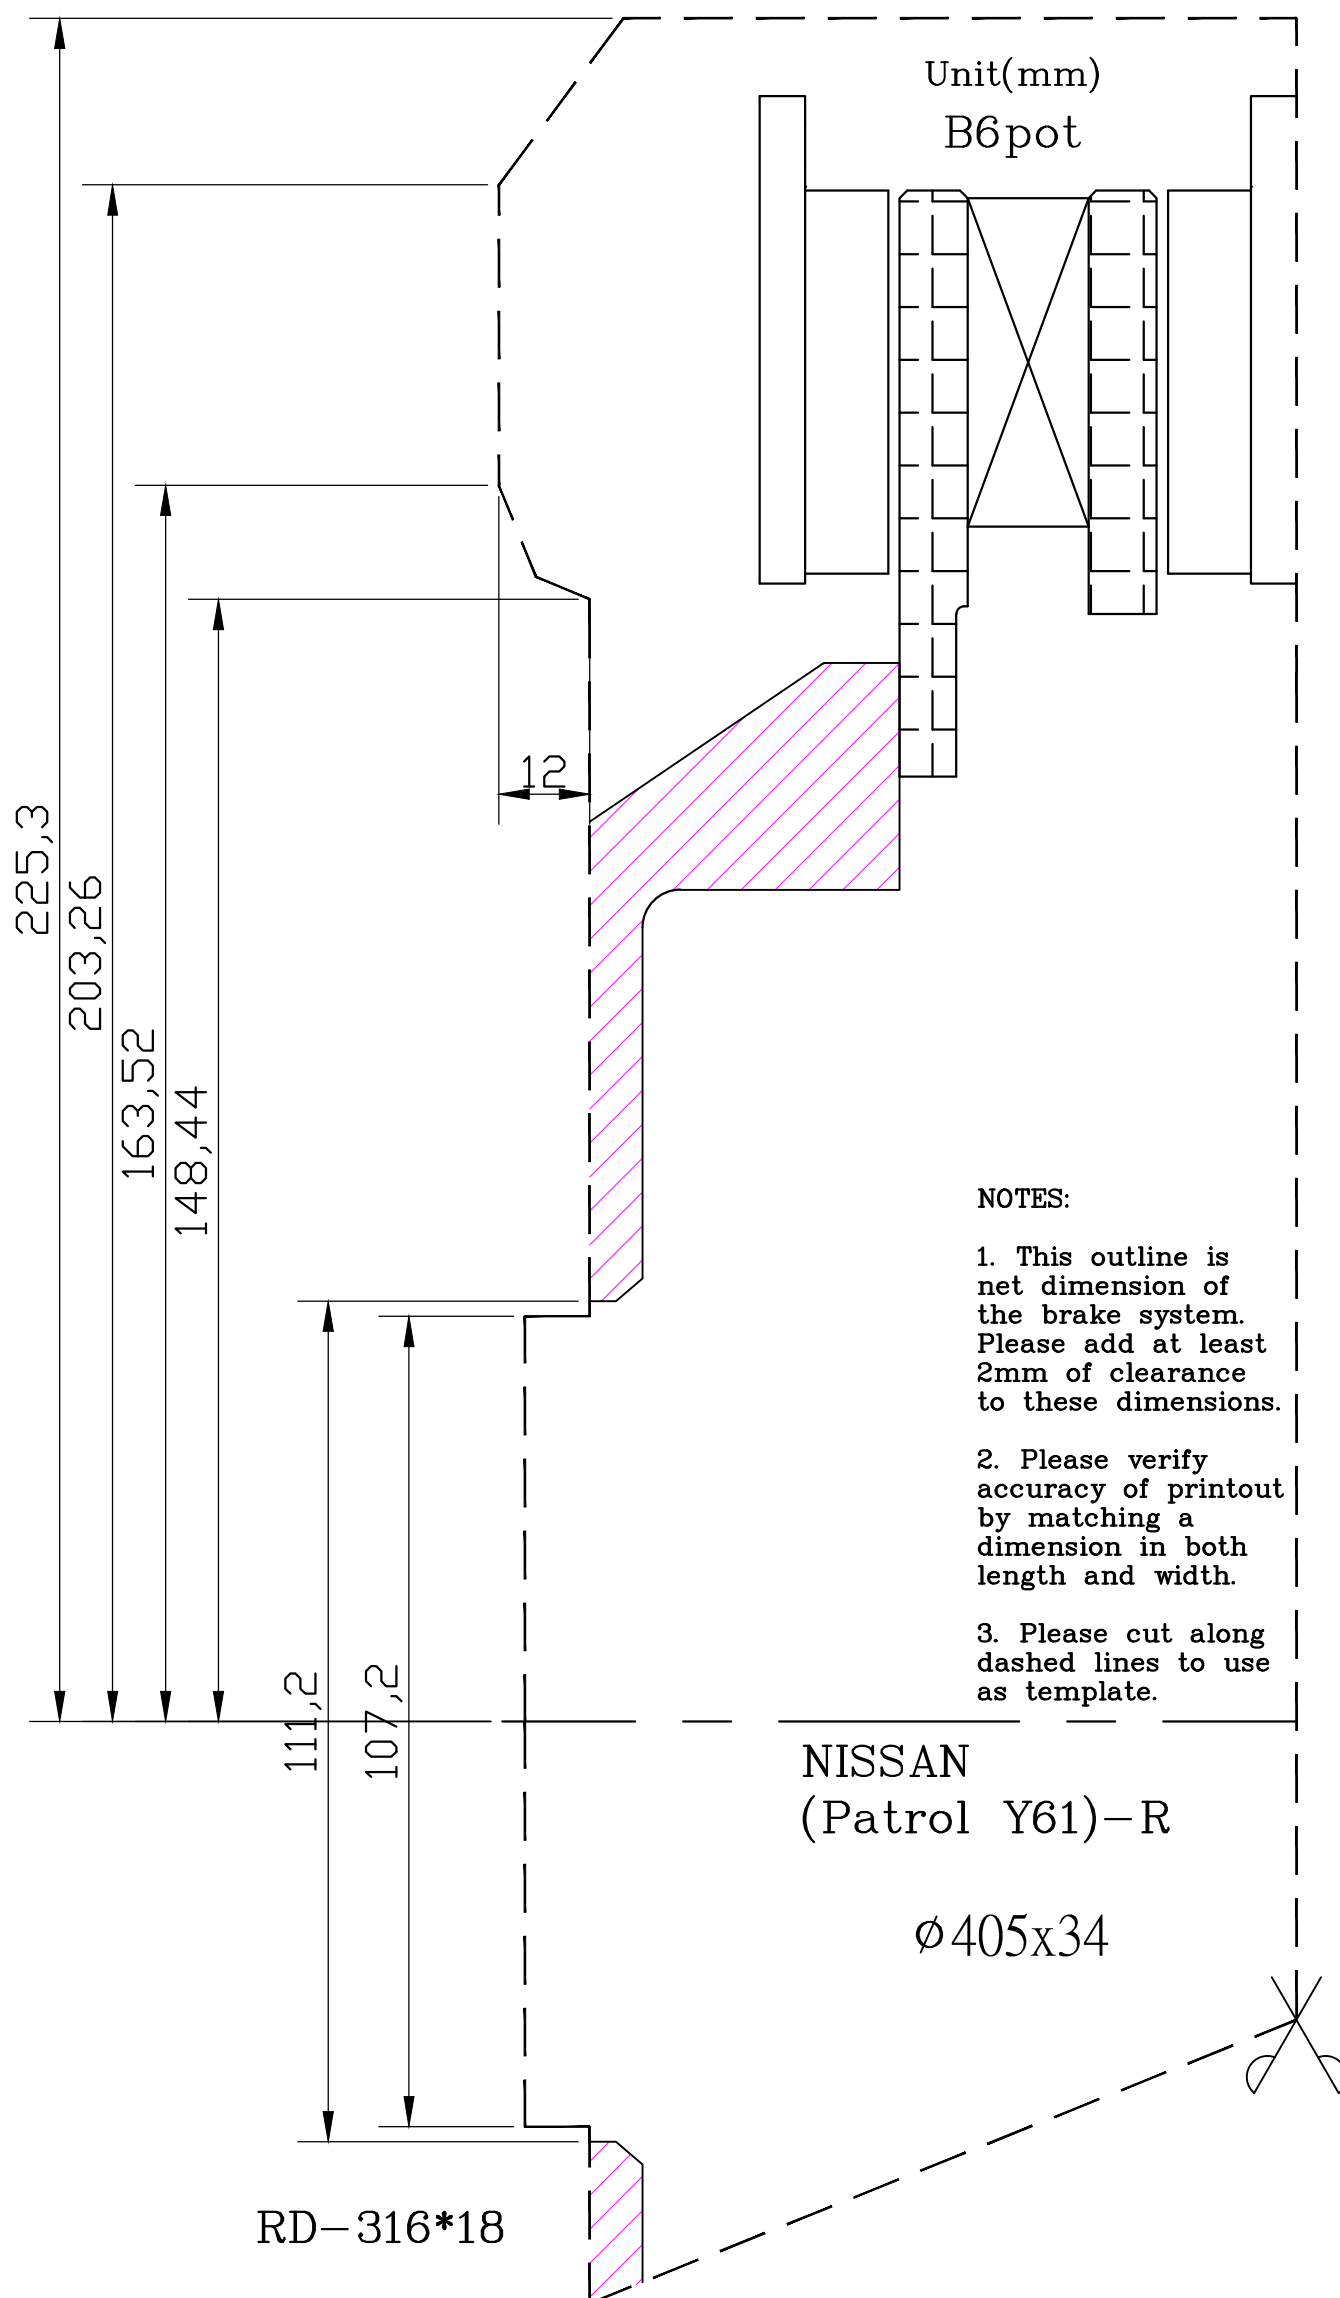 Unit(mm)
B6pot
12
225,3
203,26
163,52
148,44
NOTES:
1. This outline is
net dimension of
the brake system.
Please add at least
2mm of clearance
to these dimensions.
2. Please verify
accuracy of printout
by matching a
dimension in both
length and width.
3. Please cut along
dashed lines to use
as template.
111,2
107,2
NISSAN
(Patrol Y61)-R
Ø405x34
RD-316*18